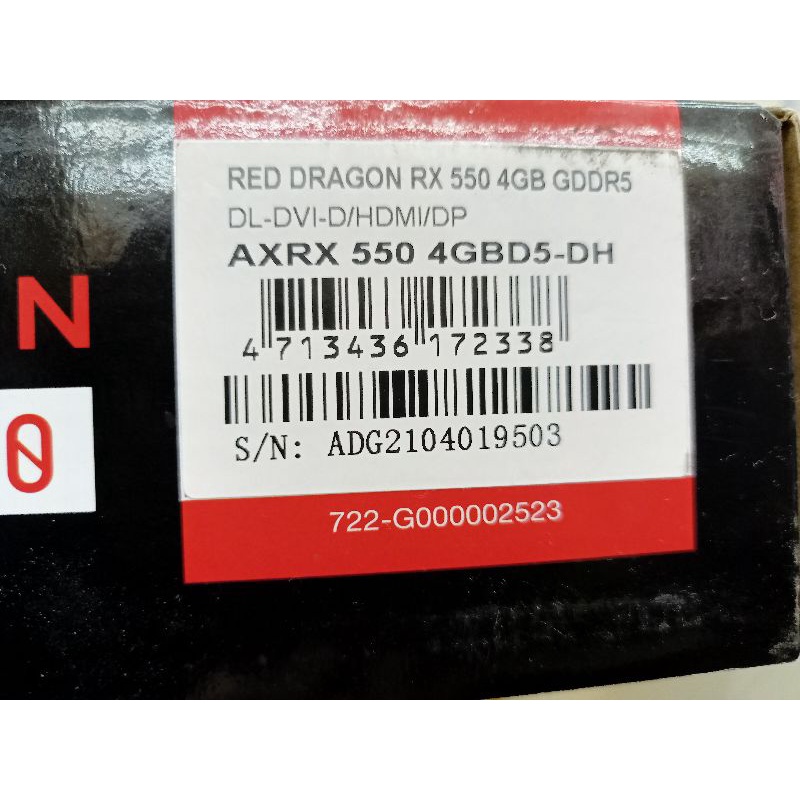 RED DRAGON RX 550 4GB GDDR5
DL-DVI-D/HDMI/DP
AXRX 550 4GBD5-DH
4 713436 172338
S/N: ADG2104019503
722-G000002523
N
0